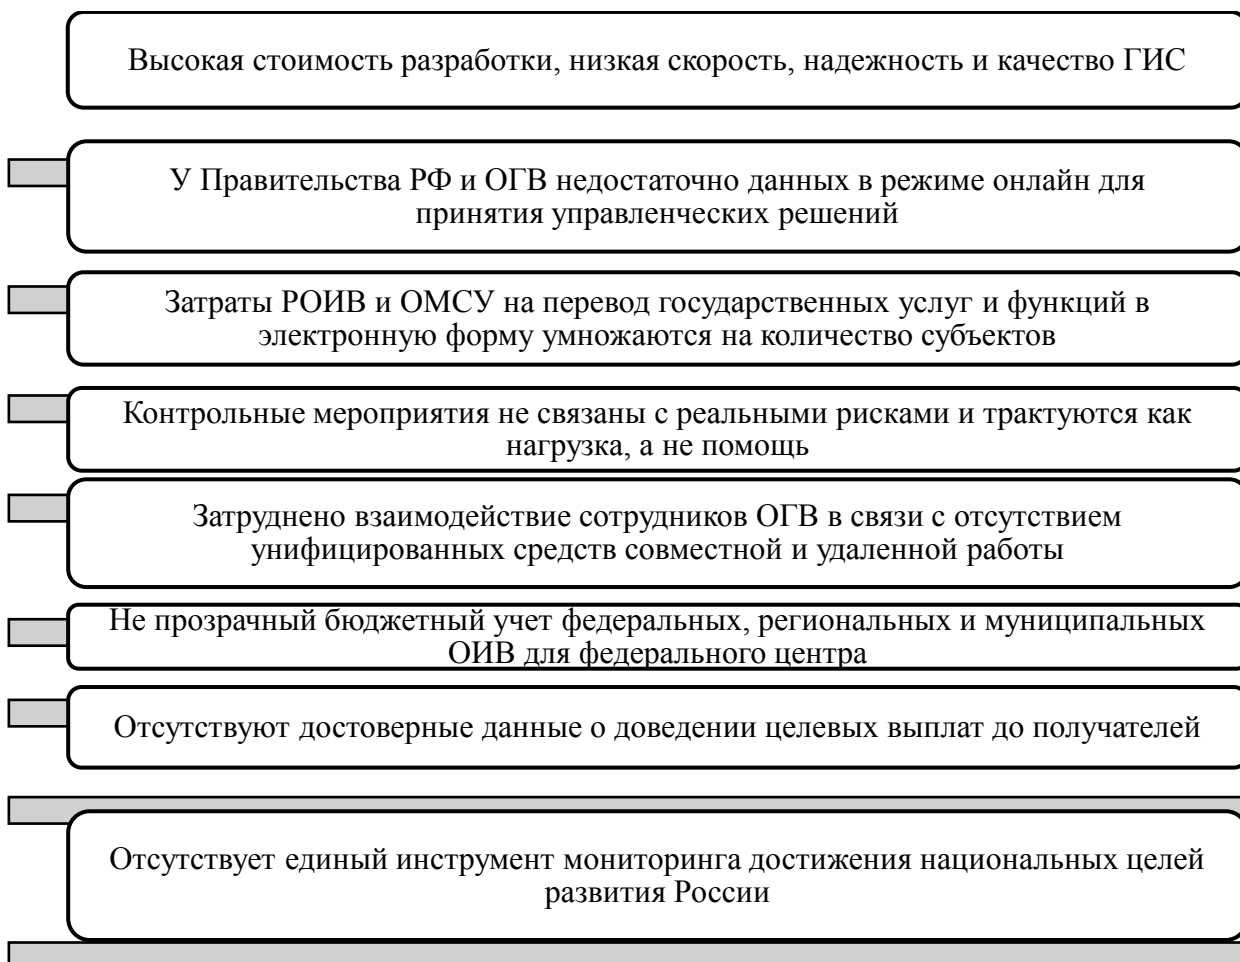 Высокая стоимость разработки, низкая скорость, надежность и качество ГИС
У Правительства РФ и ОГВ недостаточно данных в режиме онлайн для
принятия управленческих решений
Затраты РОИВ и ОМСУ на перевод государственных услуг и функций в
электронную форму умножаются на количество субъектов
Контрольные мероприятия не связаны с реальными рисками и трактуются как
нагрузка, а не помощь
Затруднено взаимодействие сотрудников ОГВ в связи с отсутствием
унифицированных средств совместной и удаленной работы
Не прозрачный бюджетный учет федеральных, региональных и муниципальных
ОИВ для федерального центра
Отсутствуют достоверные данные о доведении целевых выплат до получателей
Отсутствует единый инструмент мониторинга достижения национальных целей
развития России